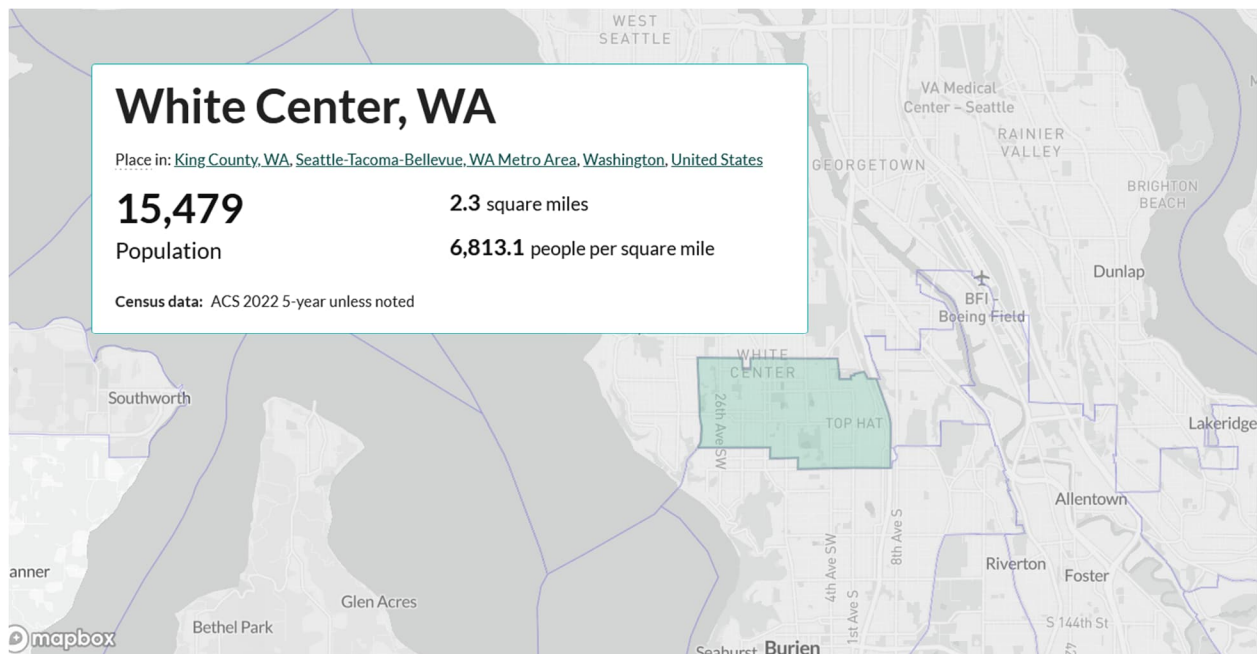 WEST
SEATTLE
White Center, WA
Place in: King County, WA, Seattle-Tacoma-Bellevue, WA Metro Area, Washington, United States
15,479
Population
2.3 square miles
6,813.1 people per square mile
Census data: ACS 2022 5-year unless noted
VA Medical
Center – Seattle
RAINIER
VALLEY
GEORGETOWN
BRIGHTON
BEACH
Dunlap
BFI -
Boeing Field
WHITE
CENTER
26th Ave SW
TOP HAT
Southworth
Lakeridge
Allentown
8th Ave S
4th Ave SW
1st Ave S
Riverton
Foster
anner
Glen Acres
Bethel Park
S 144th St
Seahurst
Burien
mapbox